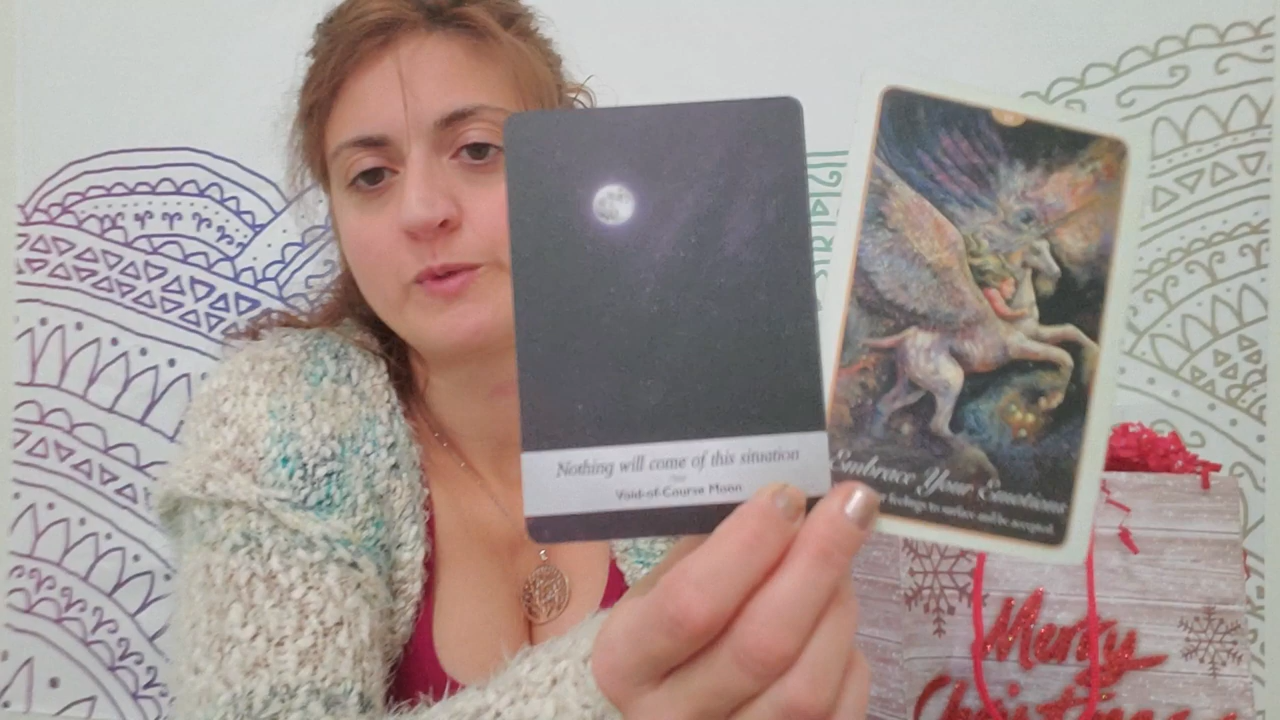 Nothing will come of this situation
Void-of-Course Moon
Embrace Your Emotions
feelings to surface and be accepted.
Merry
Christmas